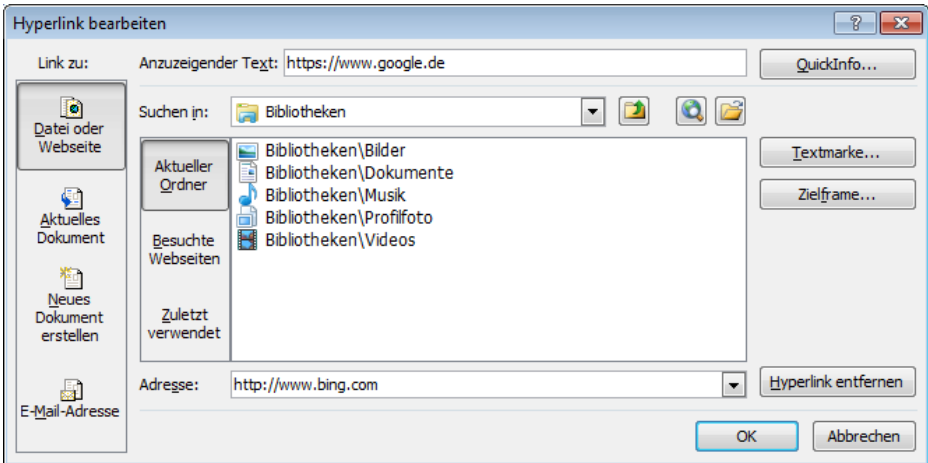 Hyperlink bearbeiten
Link zu:
Anzuzeigender Text: https://www.google.de
QuickInfo...
Datei oder
Webseite
Suchen in:
Bibliotheken
Aktueller
Ordner
Bibliotheken\Bilder
Bibliotheken\Dokumente
Bibliotheken\Musik
Bibliotheken\Profilfoto
Bibliotheken\Videos
Textmarke...
Zielframe...
Aktuelles
Dokument
Besuchte
Webseiten
Neues
Dokument
erstellen
Zuletzt
verwendet
E-Mail-Adresse
Adresse:
http://www.bing.com
Hyperlink entfernen
OK
Abbrechen